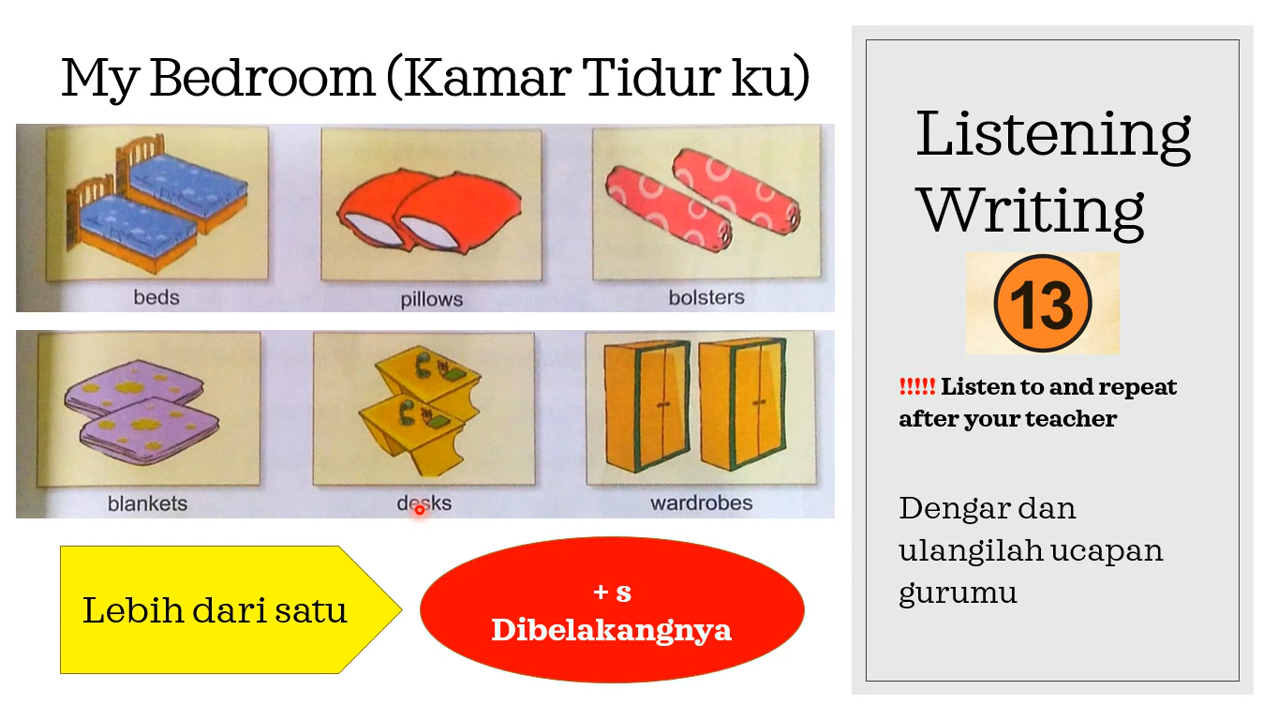 My Bedroom (Kamar Tidur ku)
beds
pillows
bolsters
blankets
desks
wardrobes
Lebih dari satu
+ s
Dibelakangnya
Listening
Writing
13
!!!!! Listen to and repeat
after your teacher
Dengar dan
ulangilah ucapan
gurumu